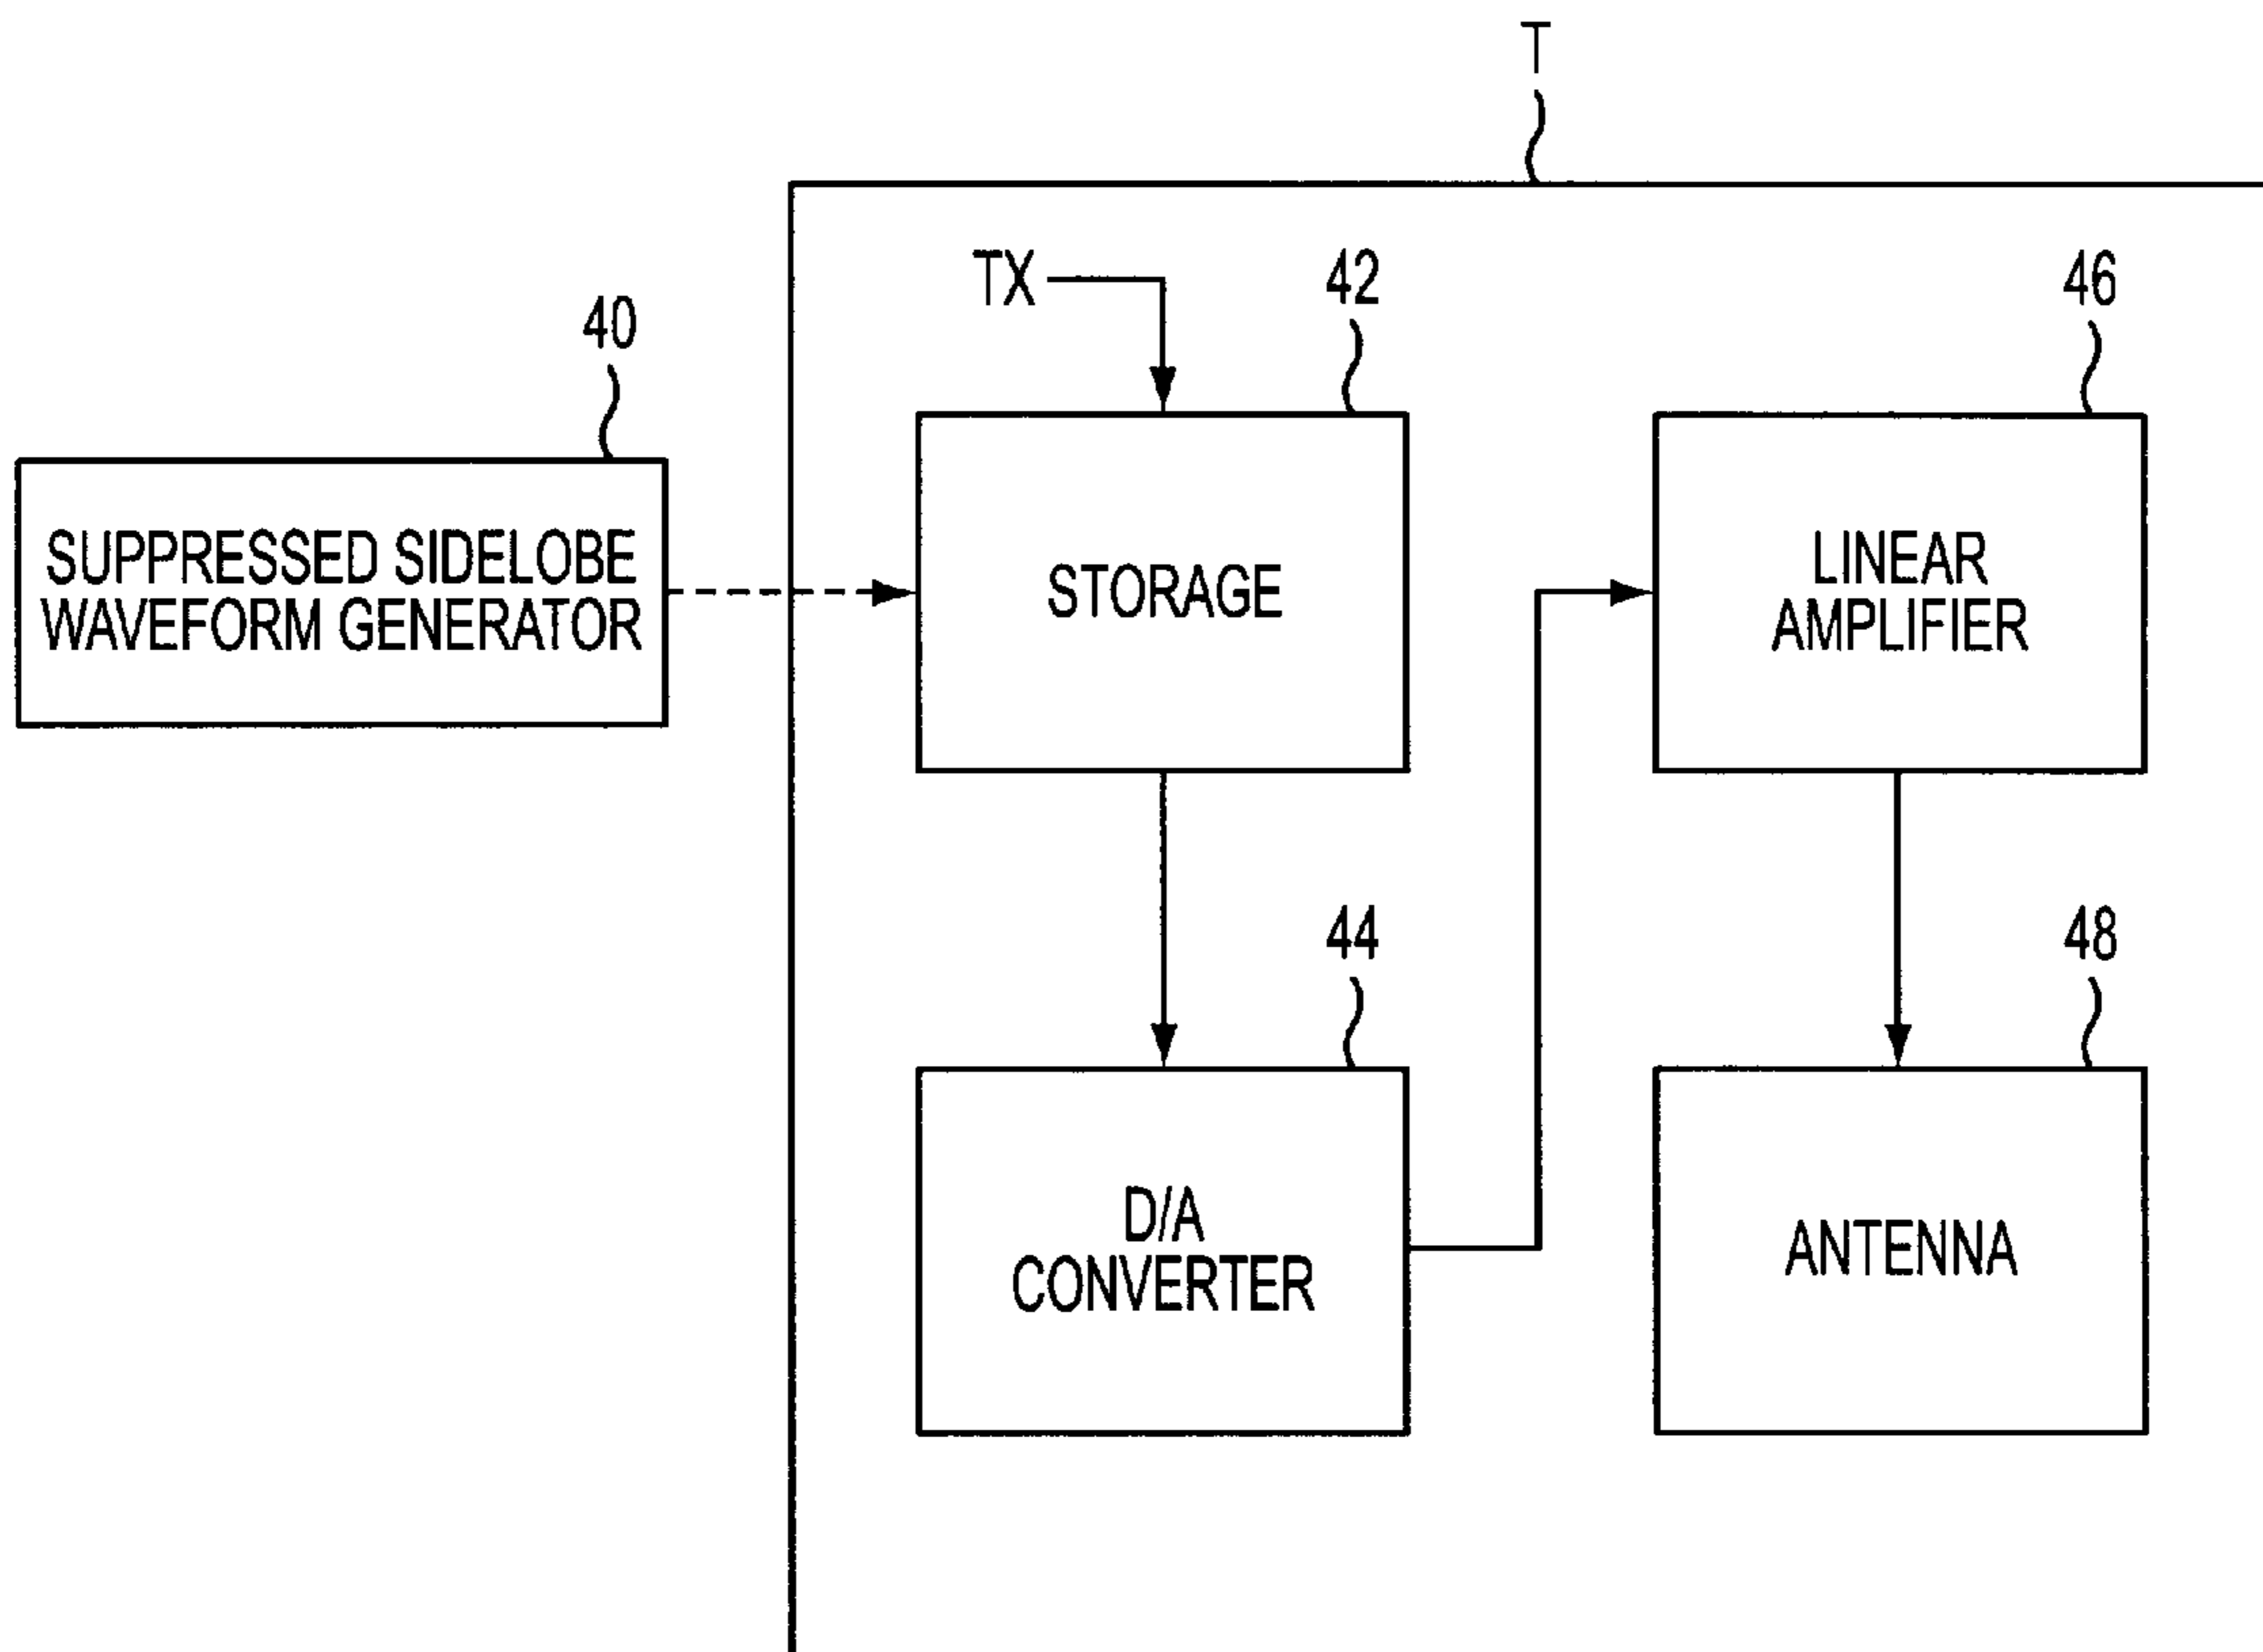 T
TX
42
46
40
SUPPRESSED SIDELOBE
WAVEFORM GENERATOR
STORAGE
LINEAR
AMPLIFIER
44
48
D/A
CONVERTER
ANTENNA